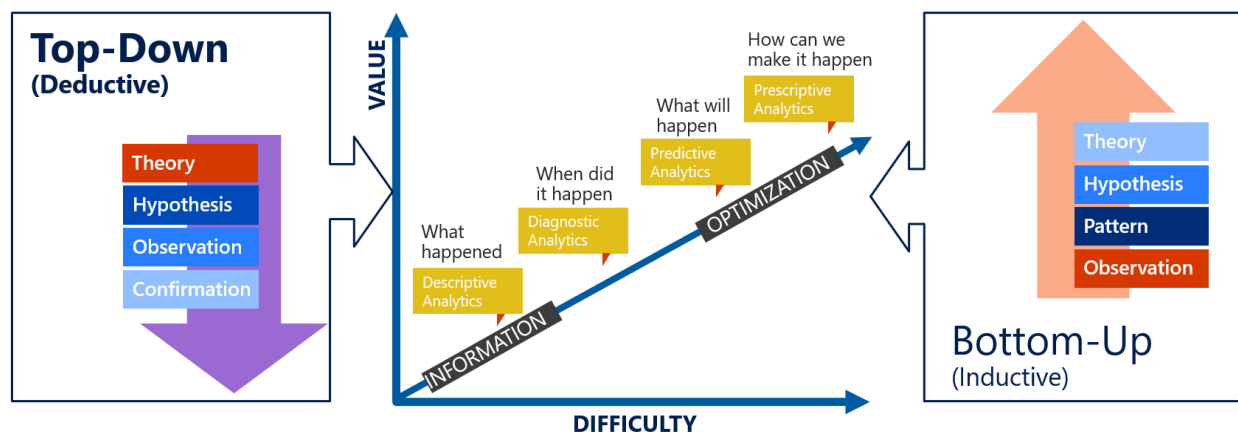 Top-Down
(Deductive)
Theory
Hypothesis
Observation
Confirmation
VALUE
What
happened
Descriptive
Analytics
When did
it happen
Diagnostic
Analytics
What will
happen
Predictive
Analytics
How can we
make it happen
Prescriptive
Analytics
INFORMATION
OPTIMIZATION
DIFFICULTY
Theory
Hypothesis
Pattern
Observation
Bottom-Up
(Inductive)